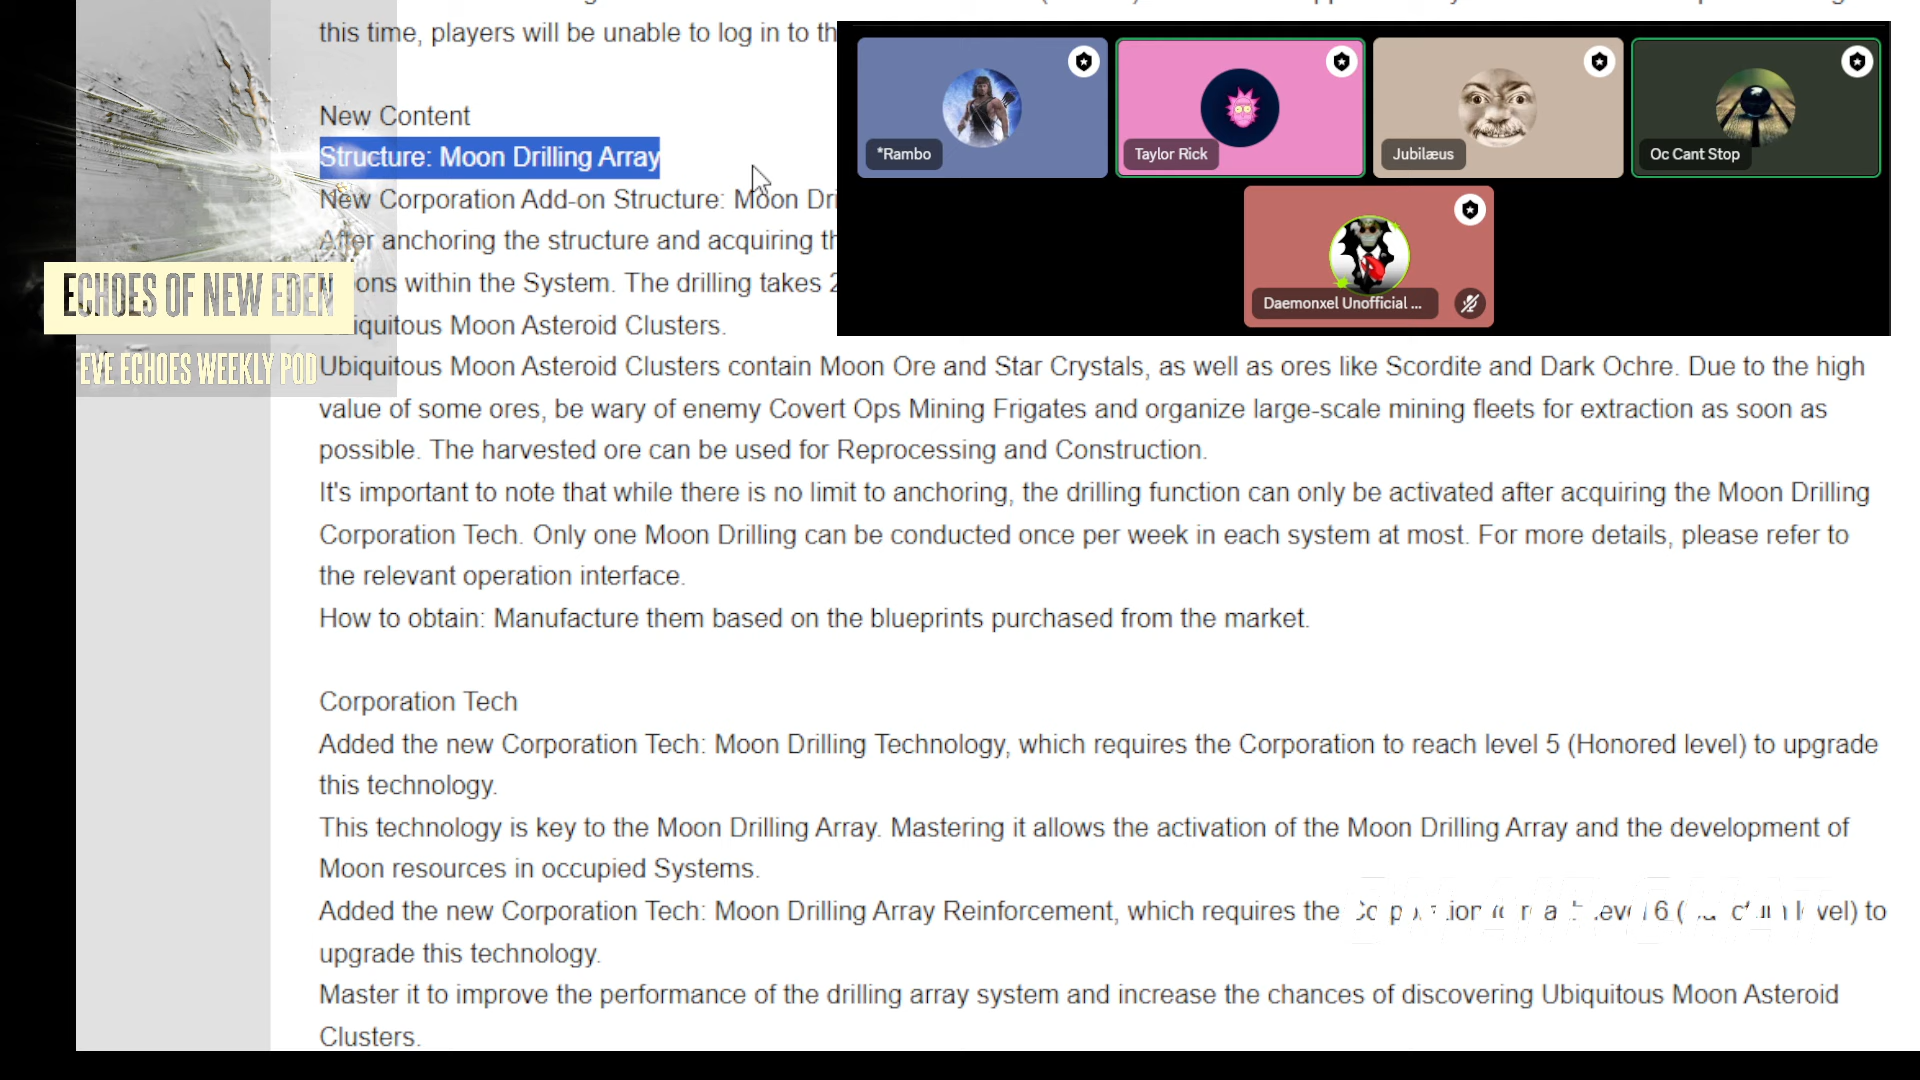 this time, players will be unable to log in to th
New Content
Structure: Moon Drilling Array
New Corporation Add-on Structure: Moon Dri
After anchoring the structure and acquiring th
within the System. The drilling takes 2
Moon Asteroid Clusters.
Ubiquitous Moon Asteroid Clusters contain Moon Ore and Star Crystals, as well as ores like Scordite and Dark Ochre. Due to the high
value of some ores, be wary of enemy Covert Ops Mining Frigates and organize large-scale mining fleets for extraction as soon as
possible. The harvested ore can be used for Reprocessing and Construction.
It's important to note that while there is no limit to anchoring, the drilling function can only be activated after acquiring the Moon Drilling
Corporation Tech. Only one Moon Drilling can be conducted once per week in each system at most. For more details, please refer to
the relevant operation interface.
How to obtain: Manufacture them based on the blueprints purchased from the market.
Corporation Tech
Added the new Corporation Tech: Moon Drilling Technology, which requires the Corporation to reach level 5 (Honored level) to upgrade
this technology.
This technology is key to the Moon Drilling Array. Mastering it allows the activation of the Moon Drilling Array and the development of
Moon resources in occupied Systems.
Added the new Corporation Tech: Moon Drilling Array Reinforcement, which requires the 6 to
upgrade this technology.
Master it to improve the performance of the drilling array system and increase the chances of discovering Ubiquitous Moon Asteroid
Clusters.
ECHOES OF NEW EDEN
EVE ECHOES WEEKLY POD
*Rambo
Taylor Rick
Jubilæus
Oc Cant Stop
Daemonxel Unofficial ...